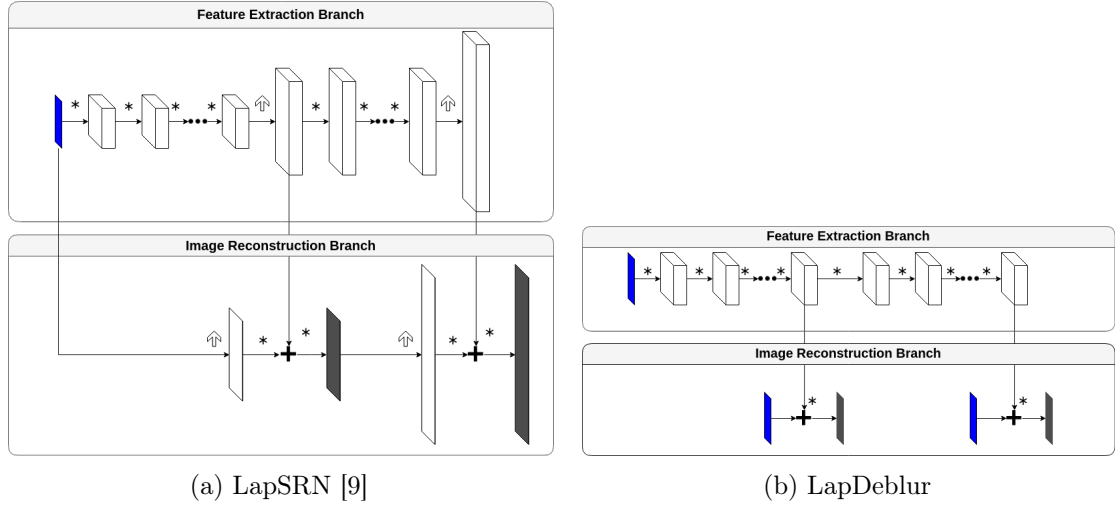 Feature Extraction Branch
Image Reconstruction Branch
(a) LapSRN [9]
Feature Extraction Branch
Image Reconstruction Branch
(b) LapDeblur